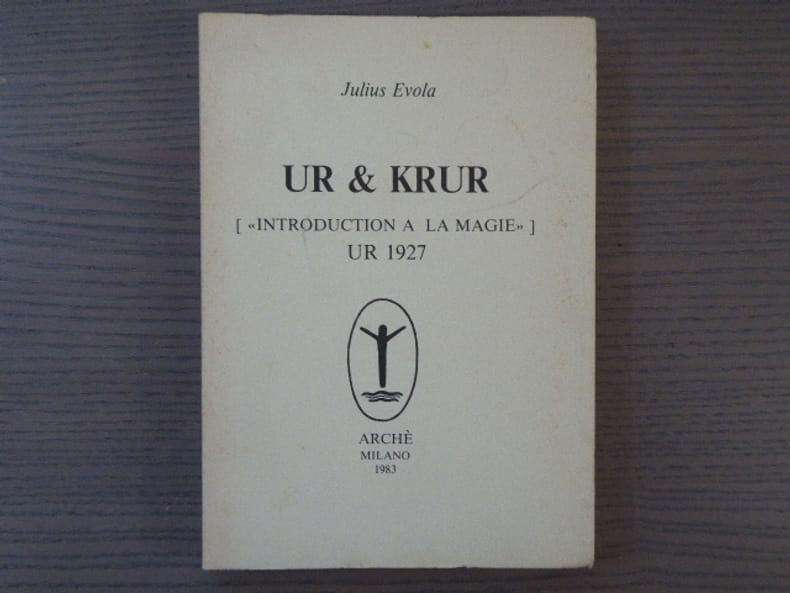 Julius Evola
UR & KRUR
[ «INTRODUCTION A LA MAGIE» ]
UR 1927
ARCHÈ
MILANO
1983